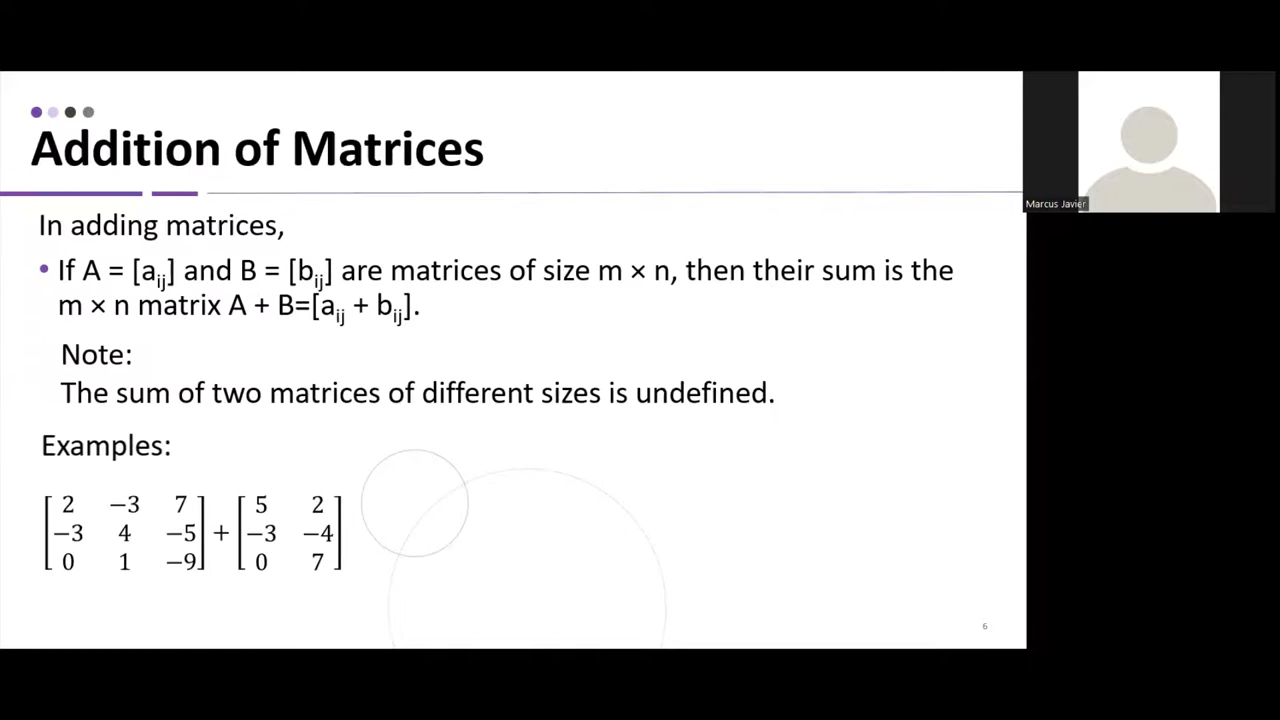 Addition of Matrices
Marcus Javier
In adding matrices,
• If A = [aij] and B = [bij] are matrices of size m × n, then their sum is the
m × n matrix A + B=[aij + bij].
Note:
The sum of two matrices of different sizes is undefined.
Examples:
[2 −3 7] [5 2]
[−3 4 −5] + [−3 −4]
[0 1 −9] [0 7]
6